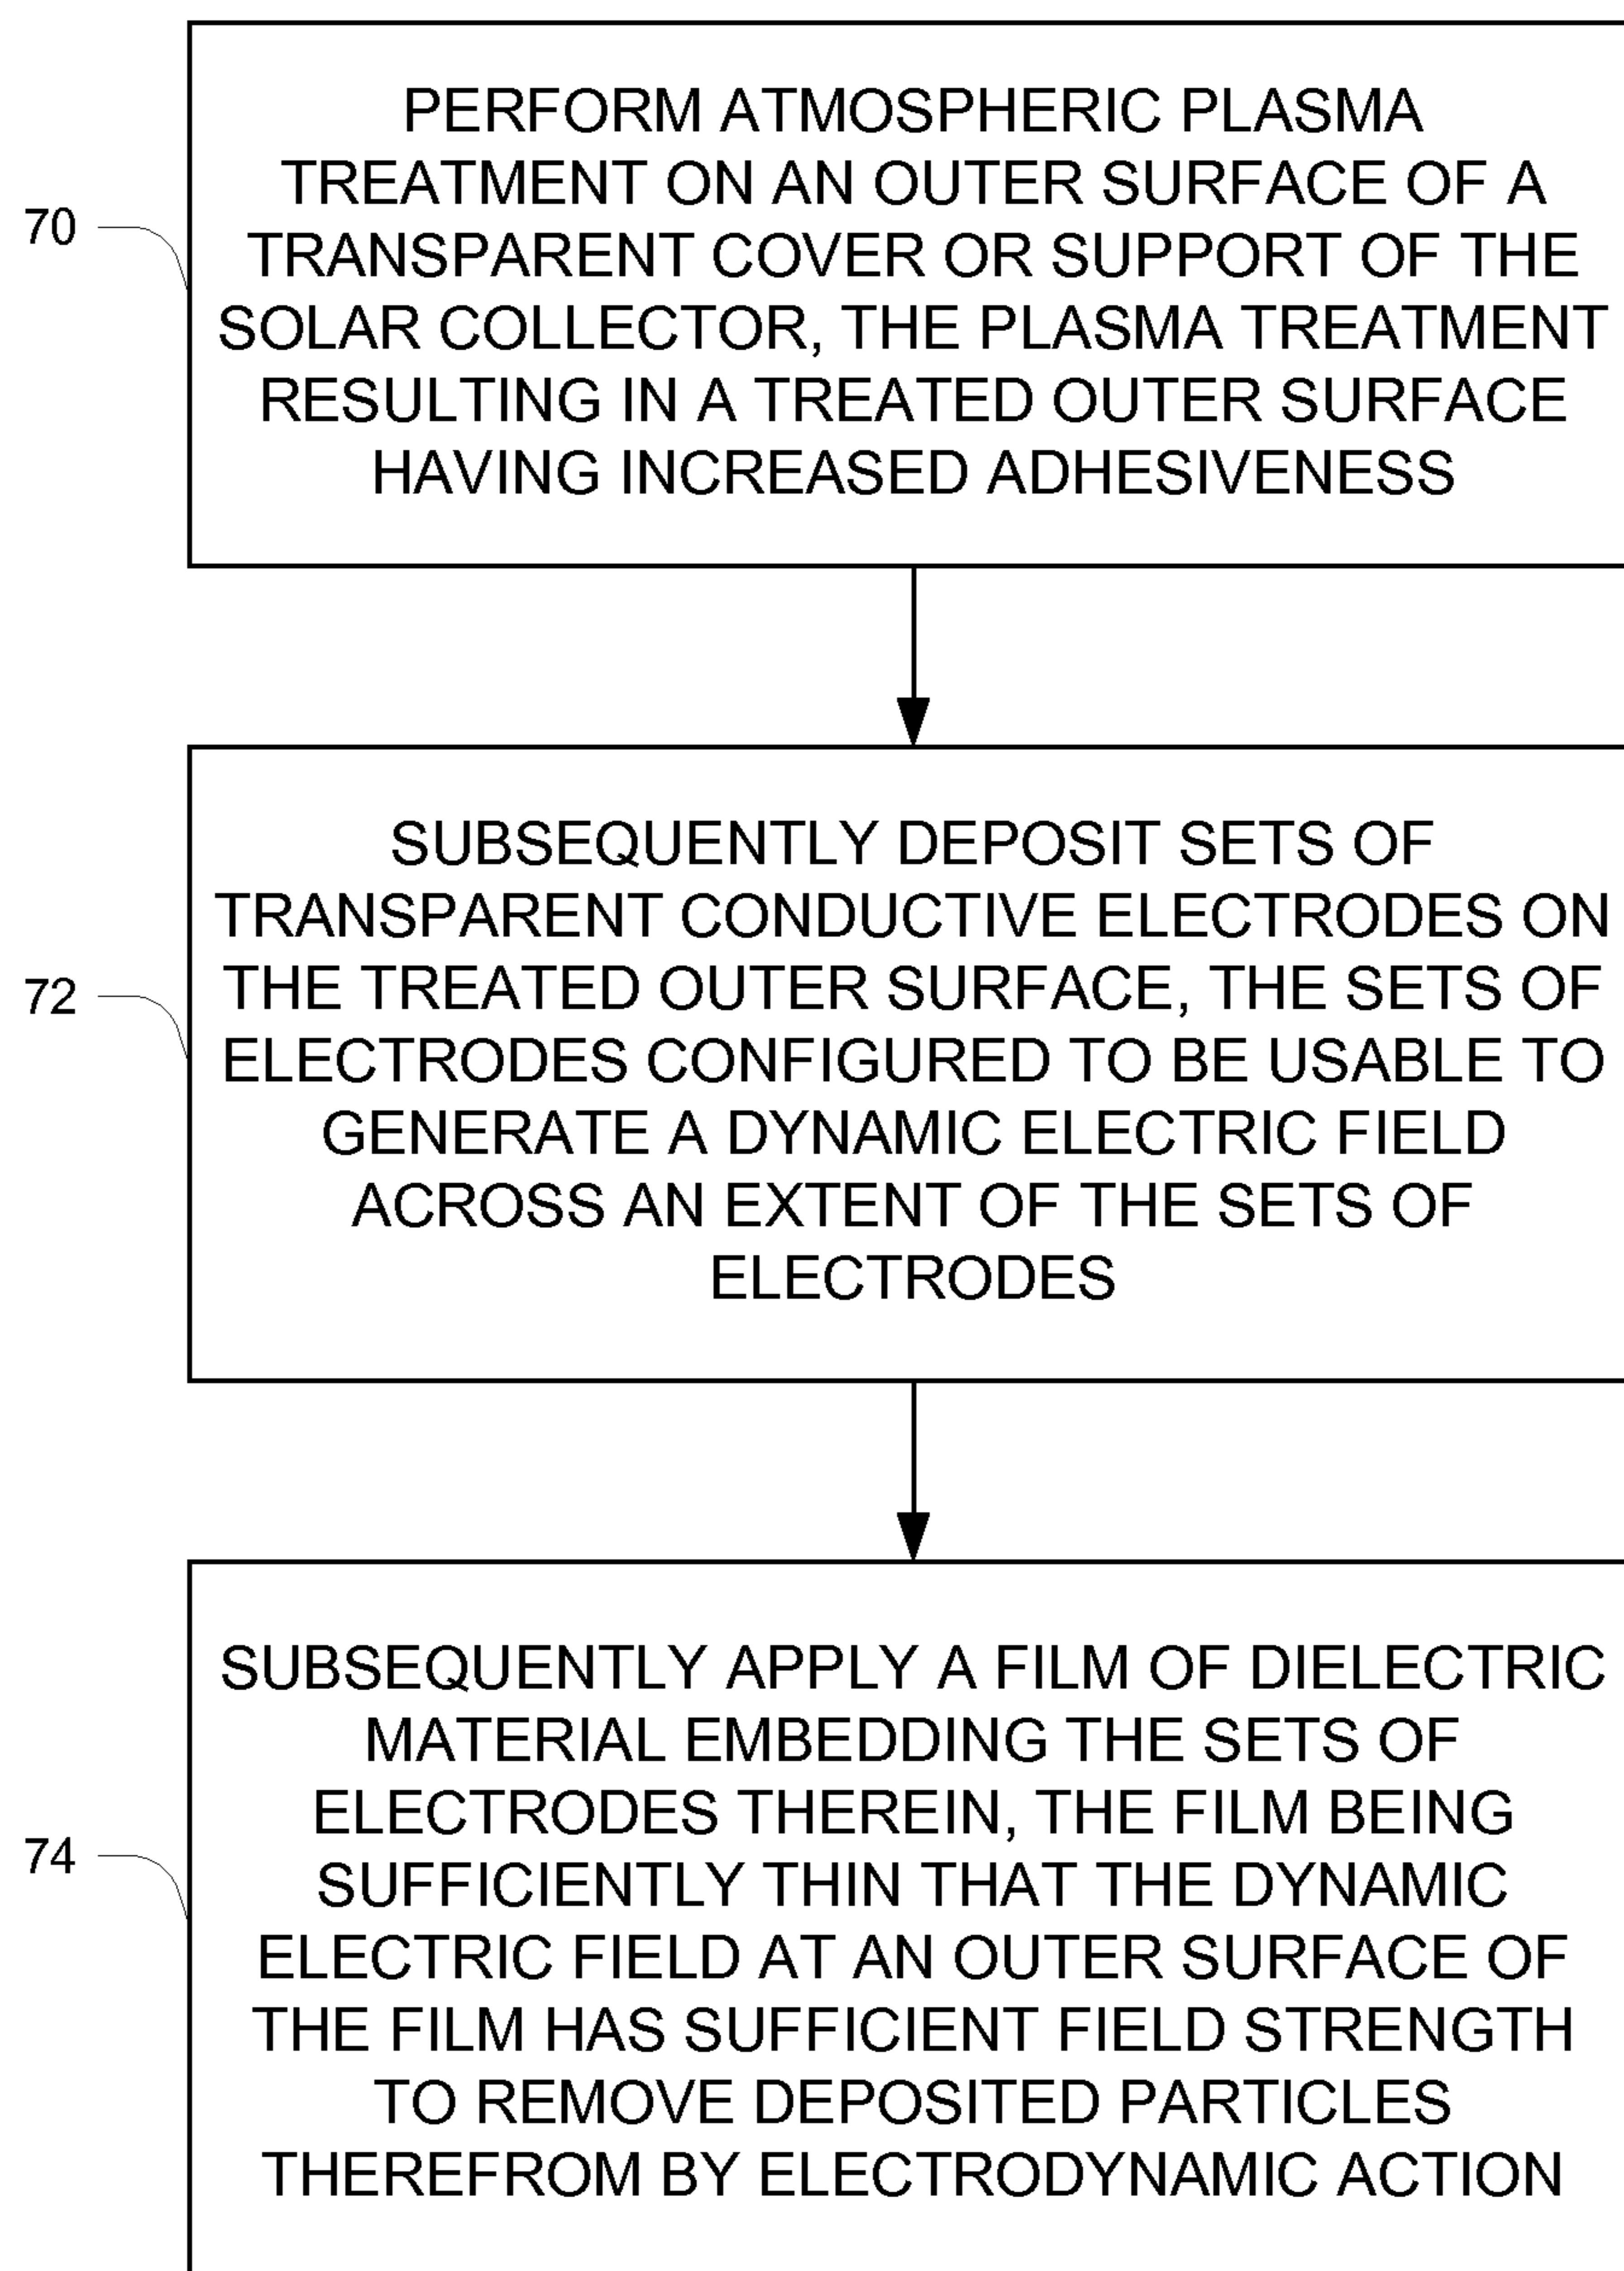 PERFORM ATMOSPHERIC PLASMA
TREATMENT ON AN OUTER SURFACE OF A
70
TRANSPARENT COVER OR SUPPORT OF THE
SOLAR COLLECTOR, THE PLASMA TREATMENT
RESULTING IN A TREATED OUTER SURFACE
HAVING INCREASED ADHESIVENESS
SUBSEQUENTLY DEPOSIT SETS OF
TRANSPARENT CONDUCTIVE ELECTRODES ON
72
THE TREATED OUTER SURFACE, THE SETS OF
ELECTRODES CONFIGURED TO BE USABLE TO
GENERATE A DYNAMIC ELECTRIC FIELD
ACROSS AN EXTENT OF THE SETS OF
ELECTRODES
SUBSEQUENTLY APPLY A FILM OF DIELECTRIC
MATERIAL EMBEDDING THE SETS OF
ELECTRODES THEREIN, THE FILM BEING
74
SUFFICIENTLY THIN THAT THE DYNAMIC
ELECTRIC FIELD AT AN OUTER SURFACE OF
THE FILM HAS SUFFICIENT FIELD STRENGTH
TO REMOVE DEPOSITED PARTICLES
THEREFROM BY ELECTRODYNAMIC ACTION